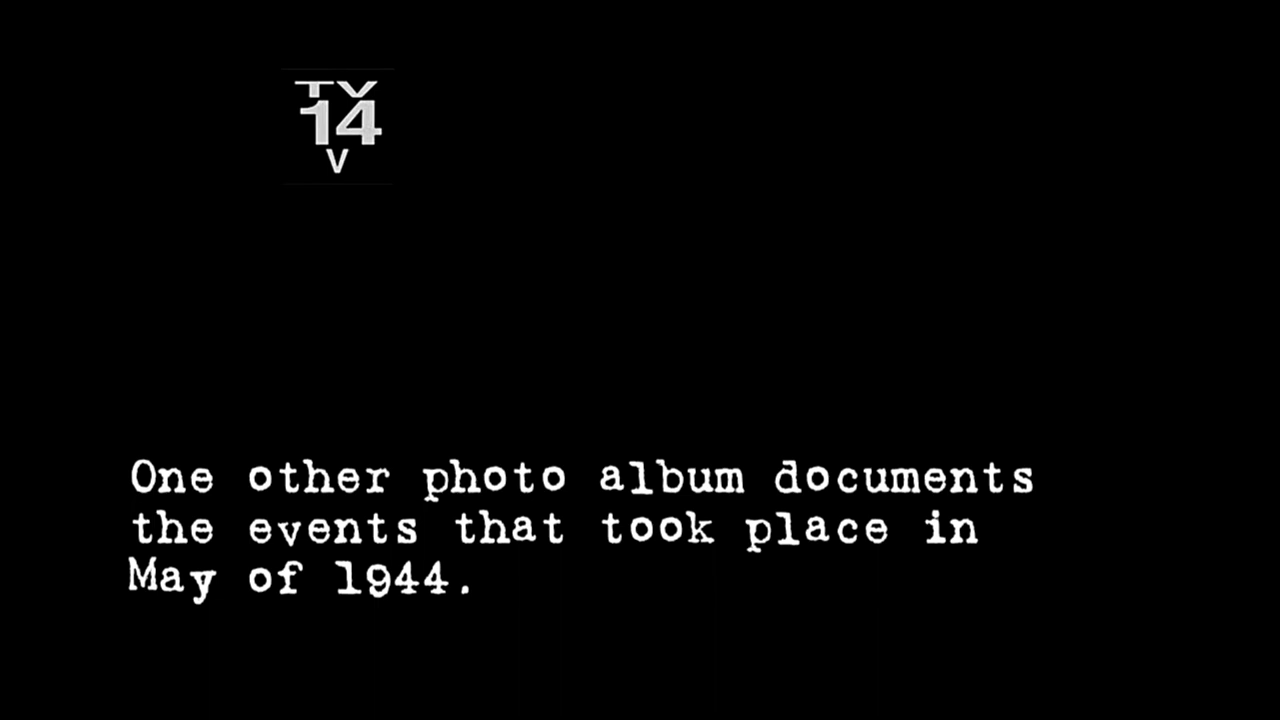 TV
14
V
One other photo album documents
the events that took place in
May of 1944.